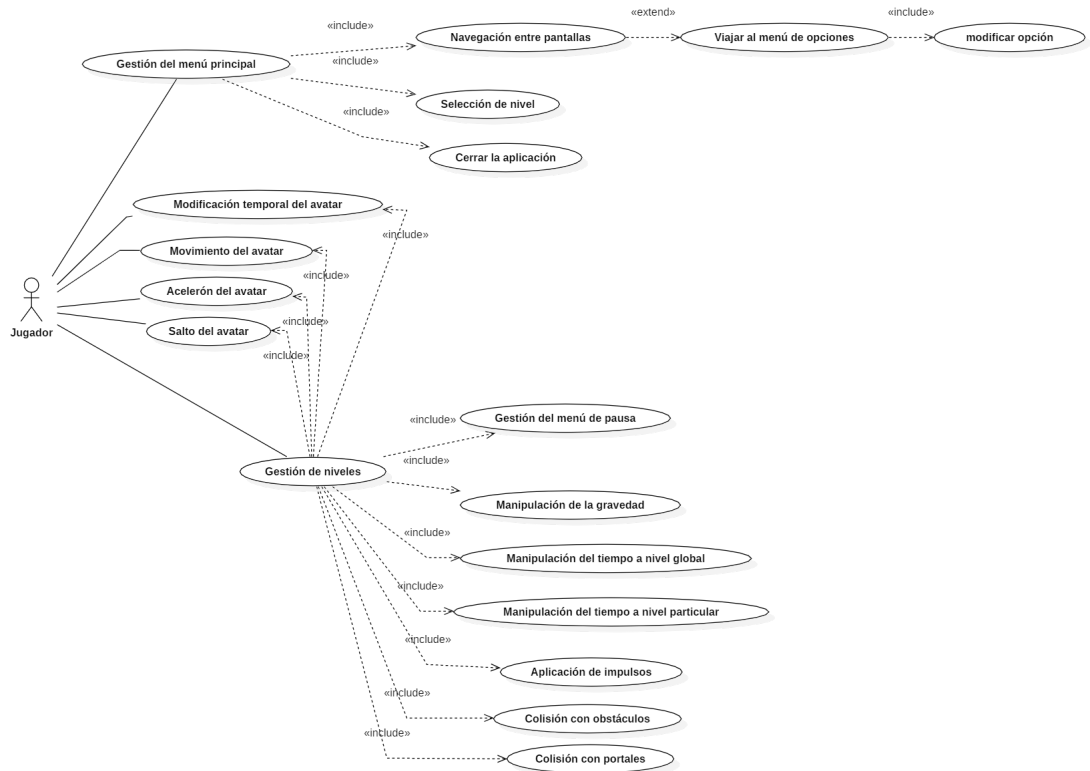 «extend»
«include»
«include»
Navegación entre pantallas
Viajar al menú de opciones
modificar opción
Gestión del menú principal
«include»
Selección de nivel
«include»
Cerrar la aplicación
Modificación temporal del avatar
«include»
Movimiento del avatar
«include»
Acelerón del avatar
«include»
Salto del avatar
Jugador
«include»
Gestión del menú de pausa
«include»
«include»
Gestión de niveles
Manipulación de la gravedad
«include»
Manipulación del tiempo a nivel global
«include»
Manipulación del tiempo a nivel particular
«include»
Aplicación de impulsos
«include»
Colisión con obstáculos
«include»
Colisión con portales